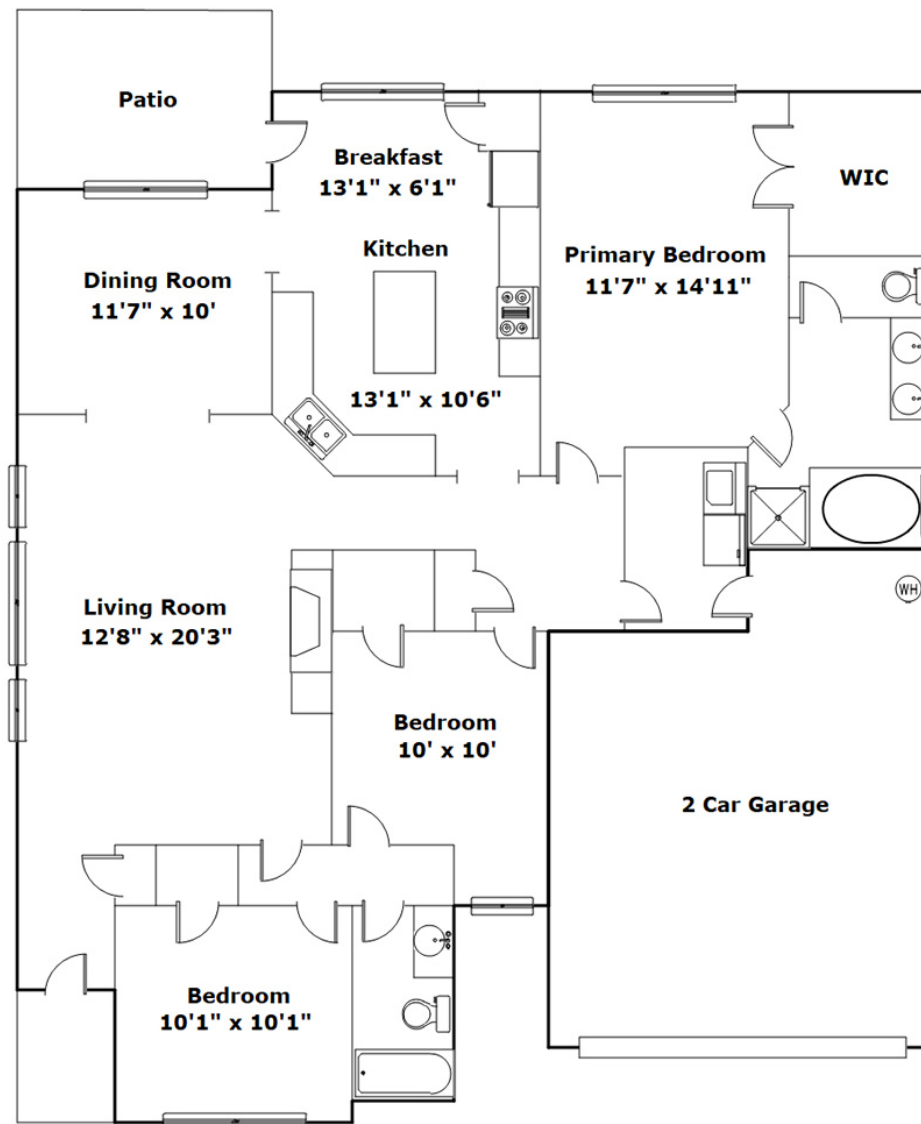 Patio
Breakfast
13'1" x 6'1"
WIC
Kitchen
Primary Bedroom
11'7" x 14'11"
Dining Room
11'7" x 10'
13'1" x 10'6"
WH
Living Room
12'8" x 20'3"
Bedroom
10' x 10'
2 Car Garage
Bedroom
10'1" x 10'1"